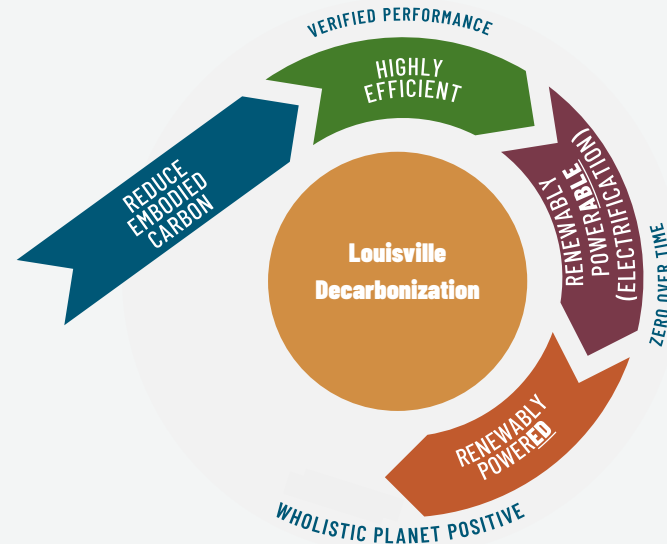 VERIFIED PERFORMANCE
HIGHLY
EFFICIENT
REDUCE
EMBODIED
CARBON
RENEWABLY
POWERABLE
(ELECTRIFICATION)
Louisville
Decarbonization
ZERO OVER TIME
RENEWABLY
POWERED
WHOLISTIC PLANET POSITIVE